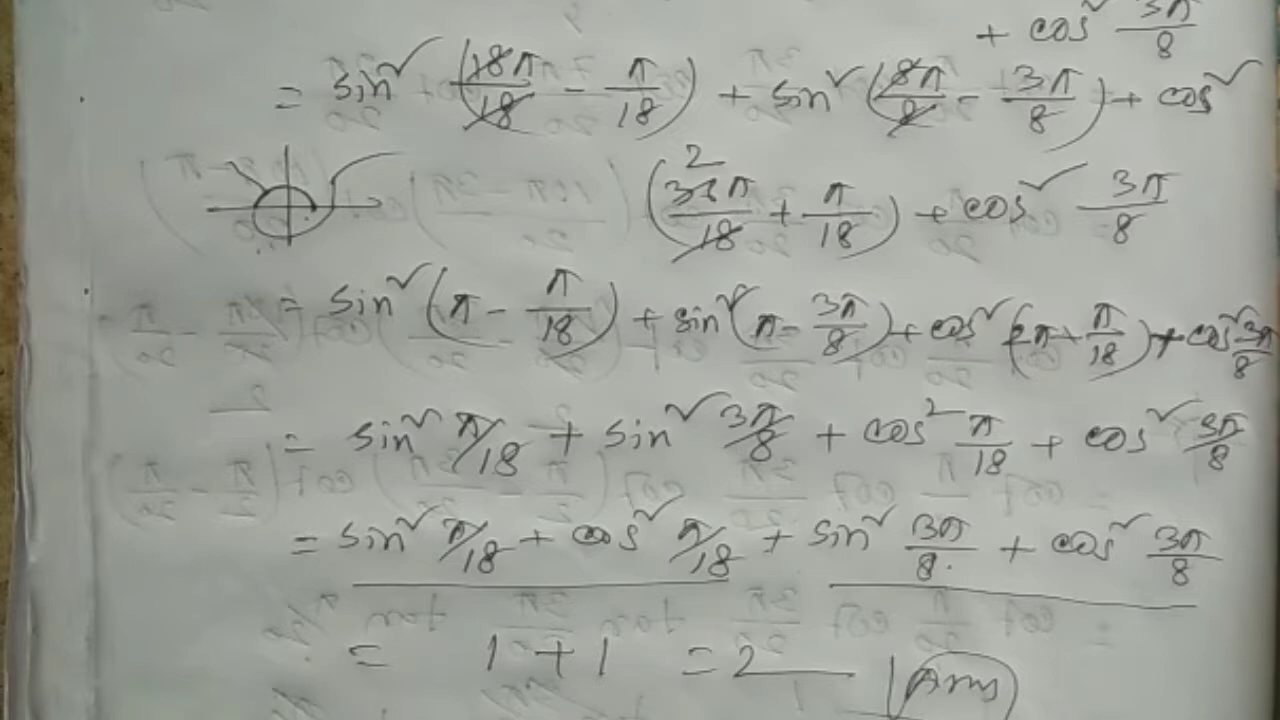 + cos² 3π/8
= sin² (18π/18 - π/18) + sin² (8π/8 - 3π/8) + cos²
(2 36π/18 + π/18) + cos² 3π/8
= sin² (π - π/18) + sin² (π - 3π/8) + cos² (2π + π/18) + cos² 3π/8
= sin² π/18 + sin² 3π/8 + cos² π/18 + cos² 3π/8
= sin² π/18 + cos² π/18 + sin² 3π/8 + cos² 3π/8
= 1 + 1 = 2 (Ans)